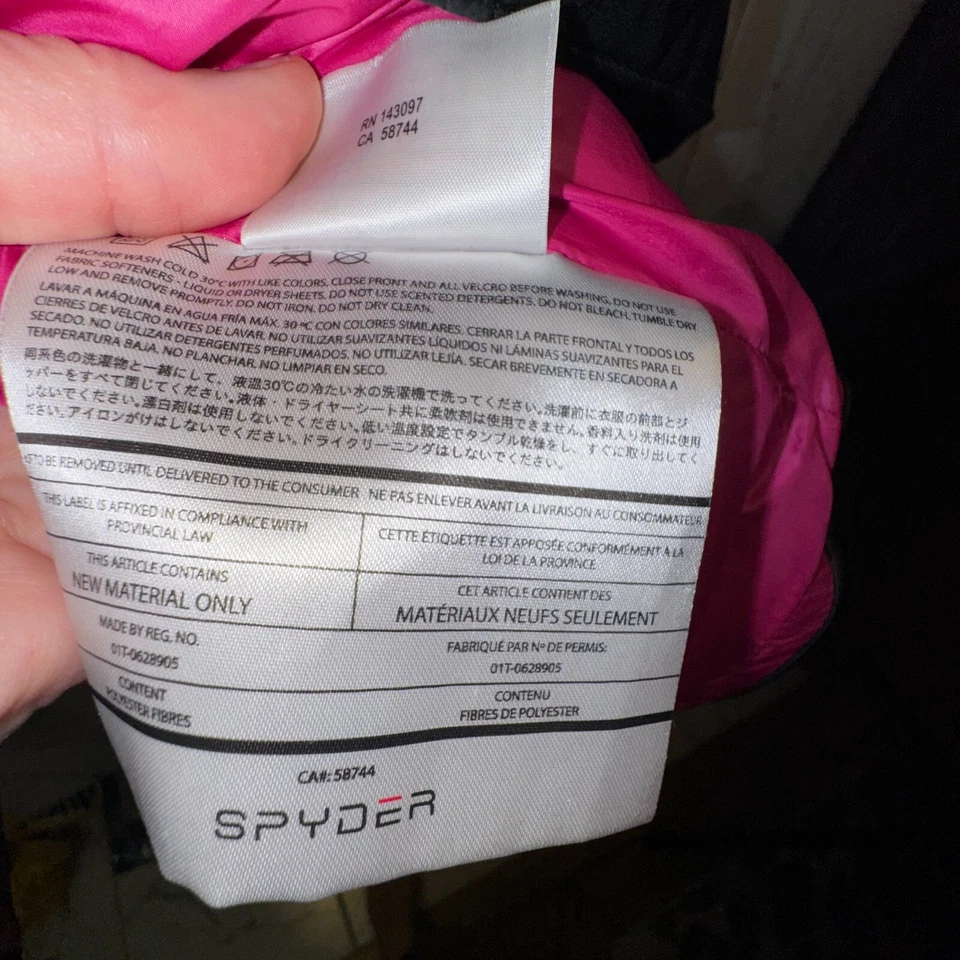 RN 143097
CA 58744
MACHINE WASH COLD 30°C WITH LIKE COLORS. CLOSE FRONT AND ALL VELCRO BEFORE WASHING. DO NOT USE
FABRIC SOFTENERS - LIQUID OR DRYER SHEETS. DO NOT USE SCENTED DETERGENTS. DO NOT BLEACH. TUMBLE DRY
LOW AND REMOVE PROMPTLY. DO NOT IRON. DO NOT DRY CLEAN.
LAVAR A MÁQUINA EN AGUA FRÍA MÁX. 30 ºC CON COLORES SIMILARES. CERRAR LA PARTE FRONTAL Y TODOS LOS
CIERRES DE VELCRO ANTES DE LAVAR. NO UTILIZAR SUAVIZANTES LÍQUIDOS NI LÁMINAS SUAVIZANTES PARA EL
SECADO. NO UTILIZAR DETERGENTES PERFUMADOS. NO UTILIZAR LEJÍA. SECAR BREVEMENTE EN SECADORA A
TEMPERATURA BAJA. NO PLANCHAR. NO LIMPIAR EN SECO.
同系色の洗濯物と一緒にして、液温30℃の冷たい水の洗濯機で洗ってください。洗濯前に衣服の前部とジ
ッパーをすべて閉じてください。液体・ドライヤーシート共に柔軟剤は使用できません。香料入り洗剤は使用
しないでください。漂白剤は使用しないでください。低い温度設定でタンブル乾燥をし、すぐに取り出してく
ださい。アイロンがけはしないでください。ドライクリーニングはしないでください。
TO BE REMOVED UNTIL DELIVERED TO THE CONSUMER NE PAS ENLEVER AVANT LA LIVRAISON AU CONSOMMATEUR
THIS LABEL IS AFFIXED IN COMPLIANCE WITH
PROVINCIAL LAW
CETTE ÉTIQUETTE EST APPOSÉE CONFORMÉMENT À LA
LOI DE LA PROVINCE
THIS ARTICLE CONTAINS
NEW MATERIAL ONLY
CET ARTICLE CONTIENT DES
MATÉRIAUX NEUFS SEULEMENT
MADE BY REG. NO.
01T-0628905
FABRIQUÉ PAR Nº DE PERMIS:
01T-0628905
CONTENT
POLYESTER FIBRES
CONTENU
FIBRES DE POLYESTER
CA#: 58744
SPYDER